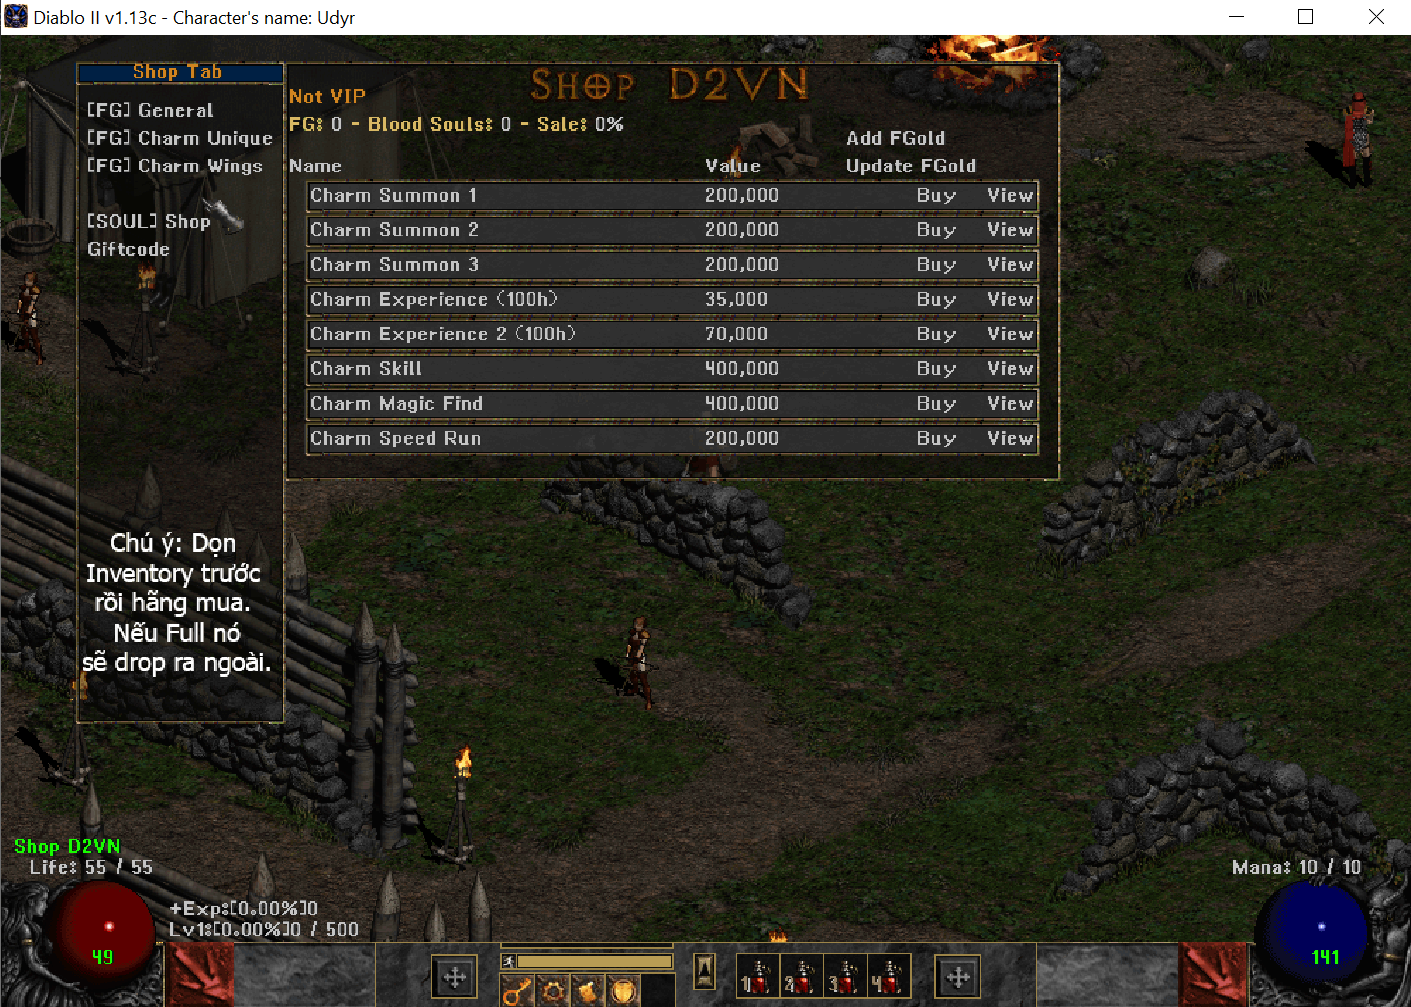 Diablo II v1.13c - Character's name: Udyr
Shop Tab
[FG] General
[FG] Charm Unique
[FG] Charm Wings
[SOUL] Shop
Giftcode
Chú ý: Dọn
Inventory trước
rồi hãng mua.
Nếu Full nó
sẽ drop ra ngoài.
Shop D2VN
Not VIP
FG: 0 - Blood Souls: 0 - Sale: 0%
Add FGold
Name Value Update FGold
Charm Summon 1 200,000 Buy View
Charm Summon 2 200,000 Buy View
Charm Summon 3 200,000 Buy View
Charm Experience (100h) 35,000 Buy View
Charm Experience 2 (100h) 70,000 Buy View
Charm Skill 400,000 Buy View
Charm Magic Find 400,000 Buy View
Charm Speed Run 200,000 Buy View
Shop D2VN
Life: 55 / 55
Mana: 10 / 10
+Exp:[0.00%]0
Lv1:[0.00%]0 / 500
49
141
1 2 3 4